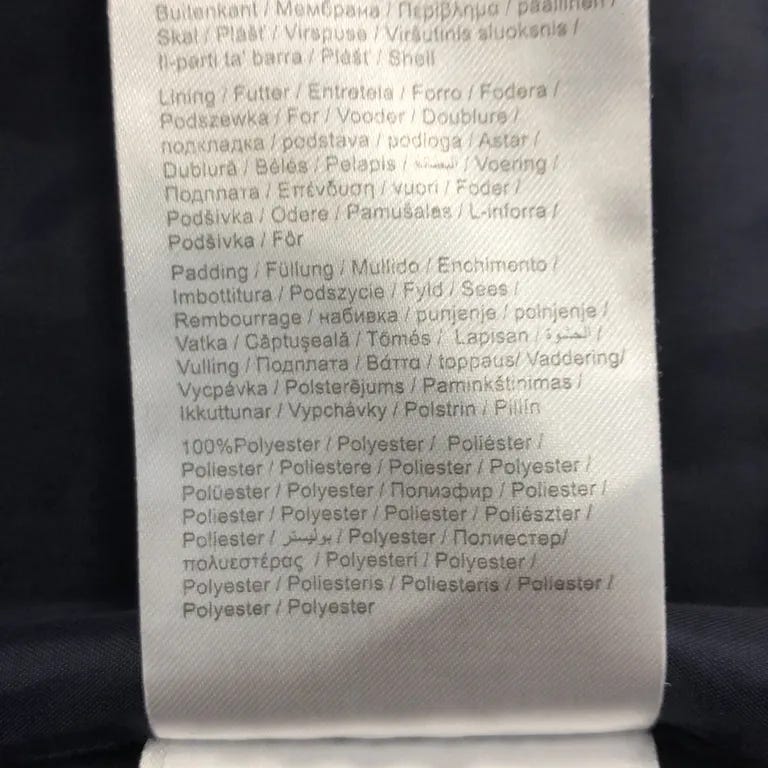 Buitenkant / Мембрана / Περίβλημα / päällinen /
Skal / Plášť / Virspuse / Viršutinis sluoksnis /
Il-parti ta' barra / Plášť / Shell
Lining / Futter / Entretela / Forro / Fodera /
Podszewka / For / Vooder / Doublure /
подкладка / podstava / podloga / Astar /
Dublură / Bélés / Pelapis / / Voering /
Подплата / Επένδυση / vuori / Foder /
Podšívka / Odere / Pamušalas / L-inforra /
Podšívka / Fôr
Padding / Füllung / Mullido / Enchimento /
Imbottitura / Podszycie / Fyld / Sees /
Rembourrage / набивка / punjenje / polnjenje /
Vatka / Căptuşeală / Tömés / Lapisan / الحشوة /
Vulling / Подплата / Βάττα / toppaus/ Vaddering/
Vycpávka / Polsterējums / Paminkštinimas /
Ikkuttunar / Vypchávky / Polstrin / Pillín
100%Polyester / Polyester / Poliéster /
Poliester / Poliestere / Poliester / Polyester /
Polüester / Polyester / Полиэфир / Poliester /
Poliester / Polyester / Poliester / Poliészter /
Poliester / بوليستر / Polyester / Полиестер/
πολυεστέρας / Polyesteri / Polyester /
Polyester / Poliesteris / Poliesteris / Poliester /
Polyester / Polyester